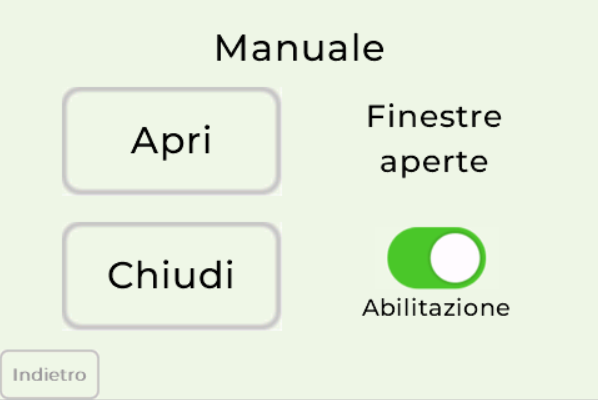 Manuale
Apri
Finestre
aperte
Chiudi
Abilitazione
Indietro